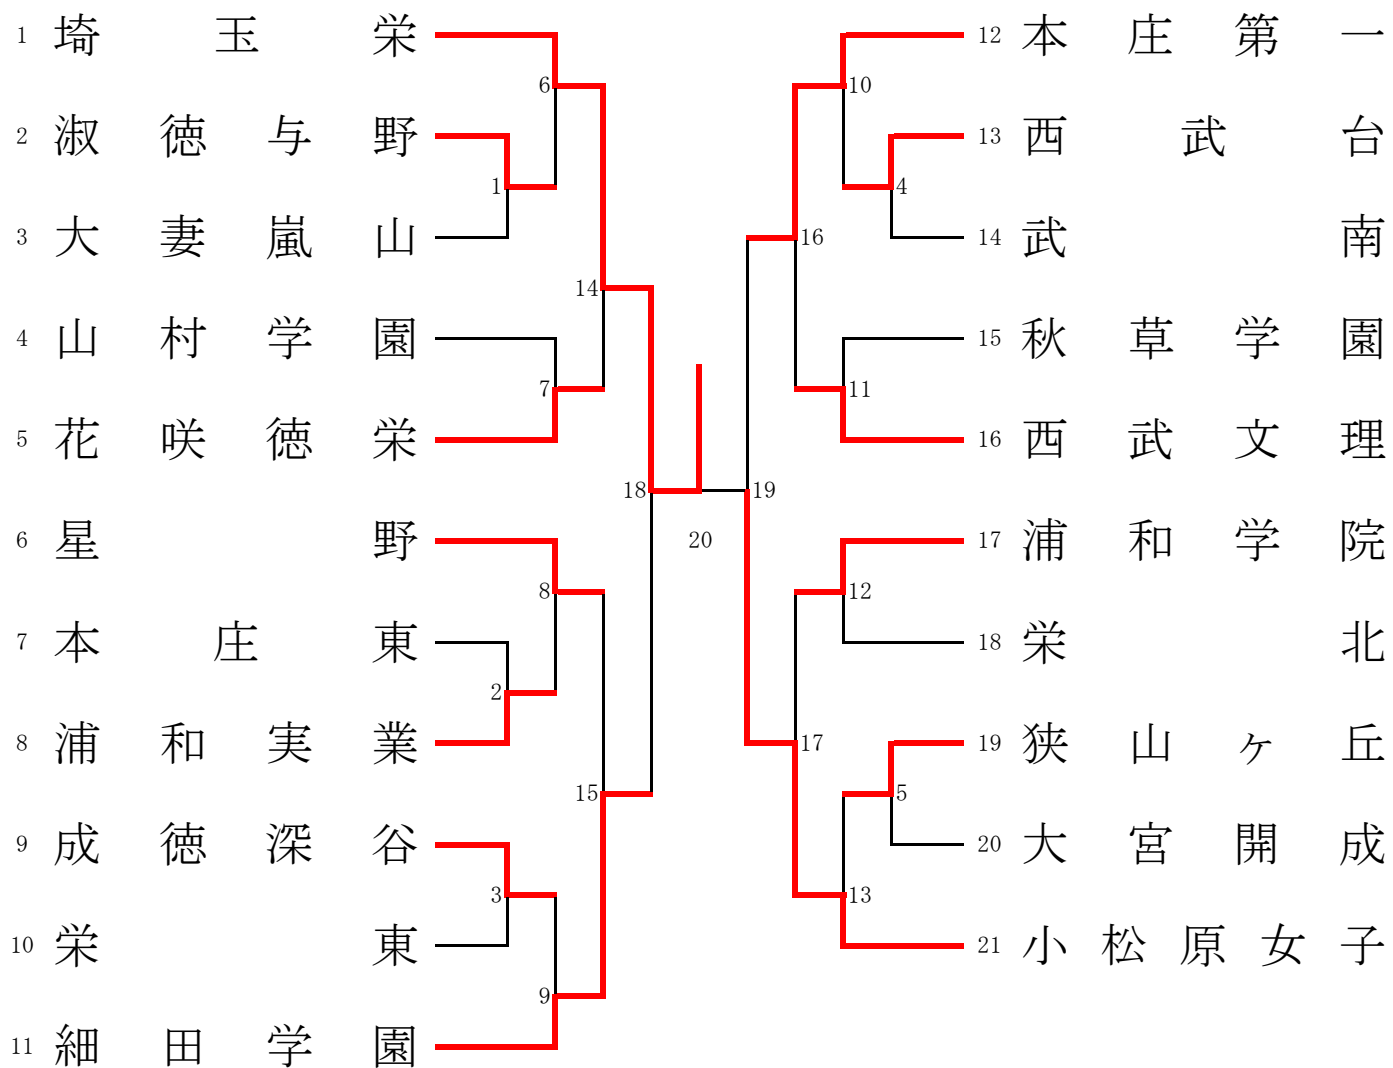 1 埼玉栄
2 淑徳与野
3 大妻嵐山
4 山村学園
5 花咲徳栄
6 星野
7 本庄東
8 浦和実業
9 成徳深谷
10 栄東
11 細田学園
6
1
14
7
18
8
2
15
3
9
20
10
4
16
11
19
12
17
5
13
12 本庄第一
13 西武台
14 武南
15 秋草学園
16 西武文理
17 浦和学院
18 栄北
19 狭山ヶ丘
20 大宮開成
21 小松原女子